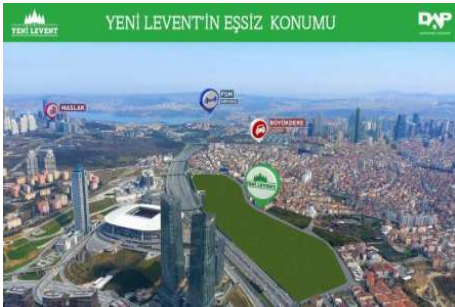 YENİ LEVENT
YENİ LEVENT'İN EŞSİZ KONUMU
DAP
MASLAK
FSM
BÜYÜKDERE
YENİ LEVENT